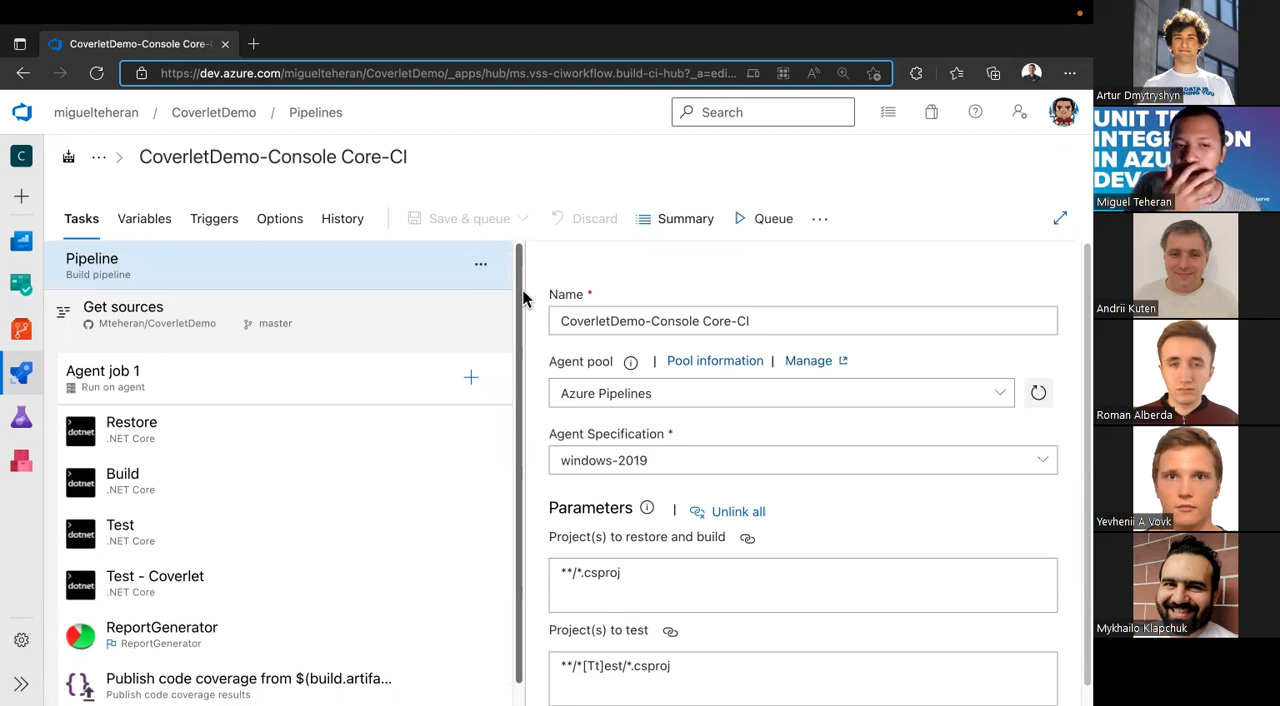 CoverletDemo-Console Core-
https://dev.azure.com/miguelteheran/CoverletDemo/_apps/hub/ms.vss-ciworkflow.build-ci-hub?_a=edi...
miguelteheran / CoverletDemo / Pipelines
Search
C
CoverletDemo-Console Core-CI
Tasks Variables Triggers Options History Save & queue Discard Summary Queue
Pipeline
Build pipeline
Get sources
Mteheran/CoverletDemo master
Agent job 1
Run on agent
dotnet
Restore
.NET Core
dotnet
Build
.NET Core
dotnet
Test
.NET Core
dotnet
Test - Coverlet
.NET Core
ReportGenerator
ReportGenerator
Publish code coverage from $(build.artifa...
Publish code coverage results
Name *
CoverletDemo-Console Core-CI
Agent pool | Pool information | Manage
Azure Pipelines
Agent Specification *
windows-2019
Parameters | Unlink all
Project(s) to restore and build
**/*.csproj
Project(s) to test
**/*[Tt]est/*.csproj
Artur Dmytryshyn
UNIT TE
INTEGR ON
IN AZU
DEV
Miguel Teheran
Andrii Kuten
Roman Alberda
Yevhenii A Vovk
Mykhailo Klapchuk